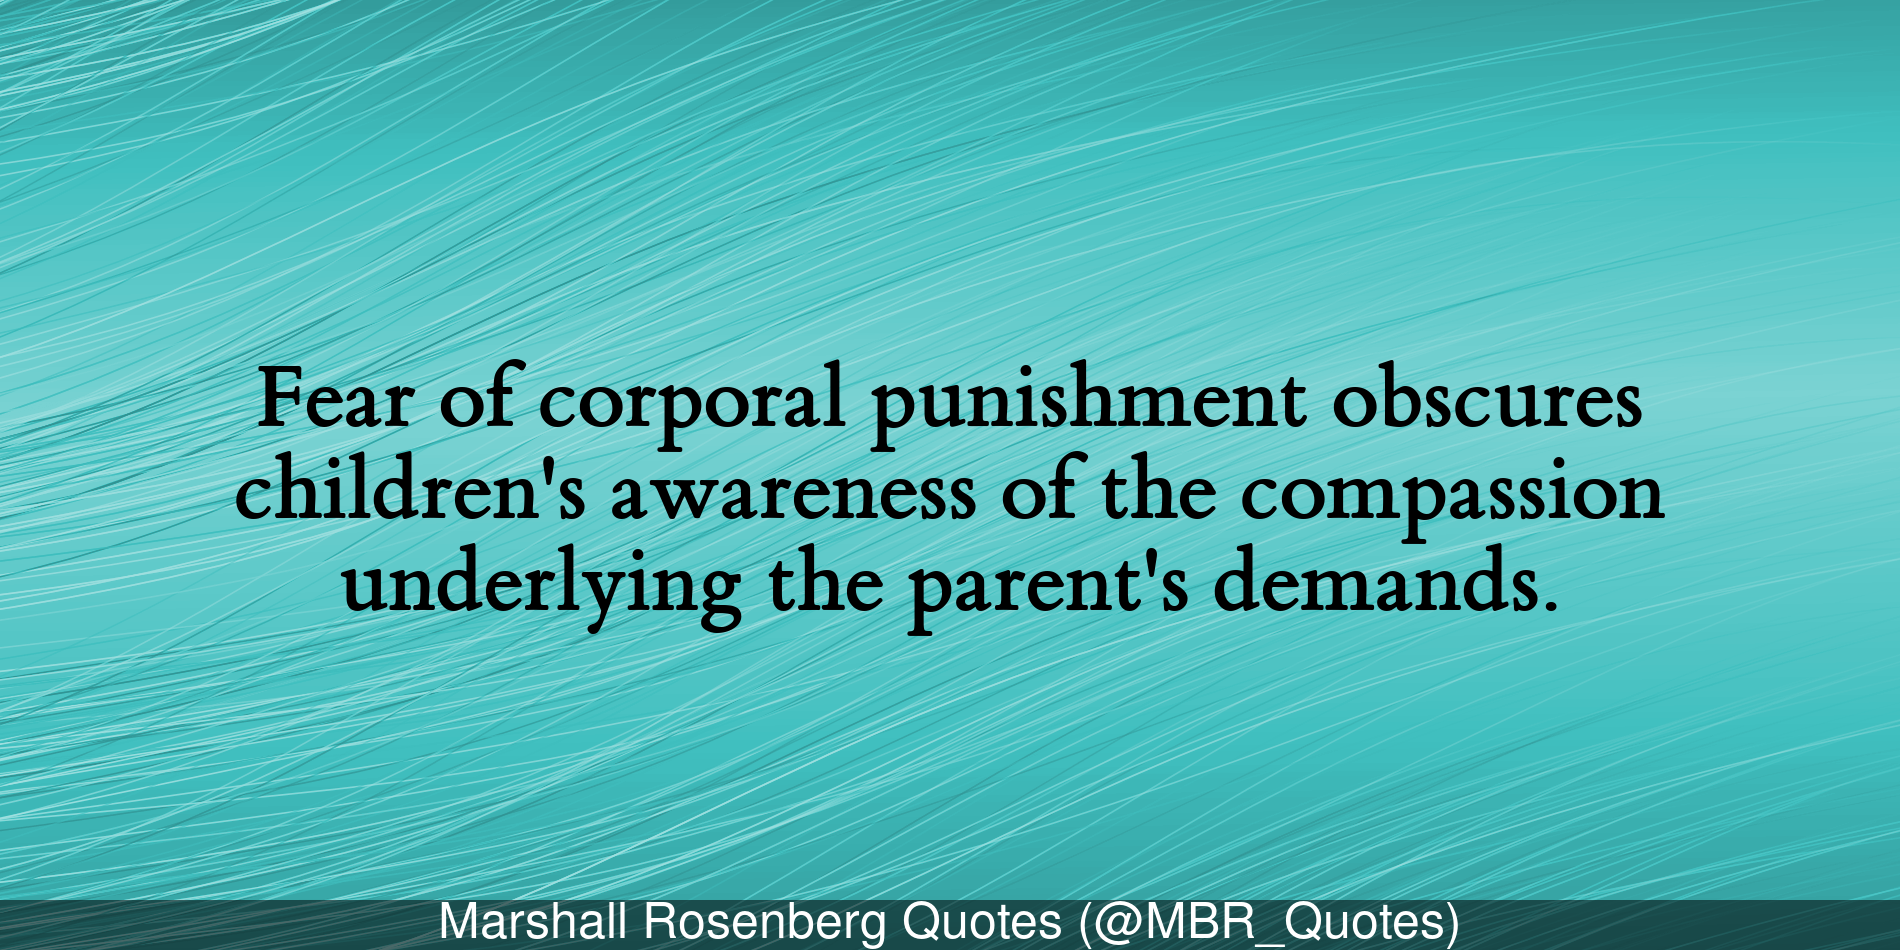 Fear of corporal punishment obscures
children's awareness of the compassion
underlying the parent's demands.
Marshall Rosenberg Quotes (@MBR_Quotes)